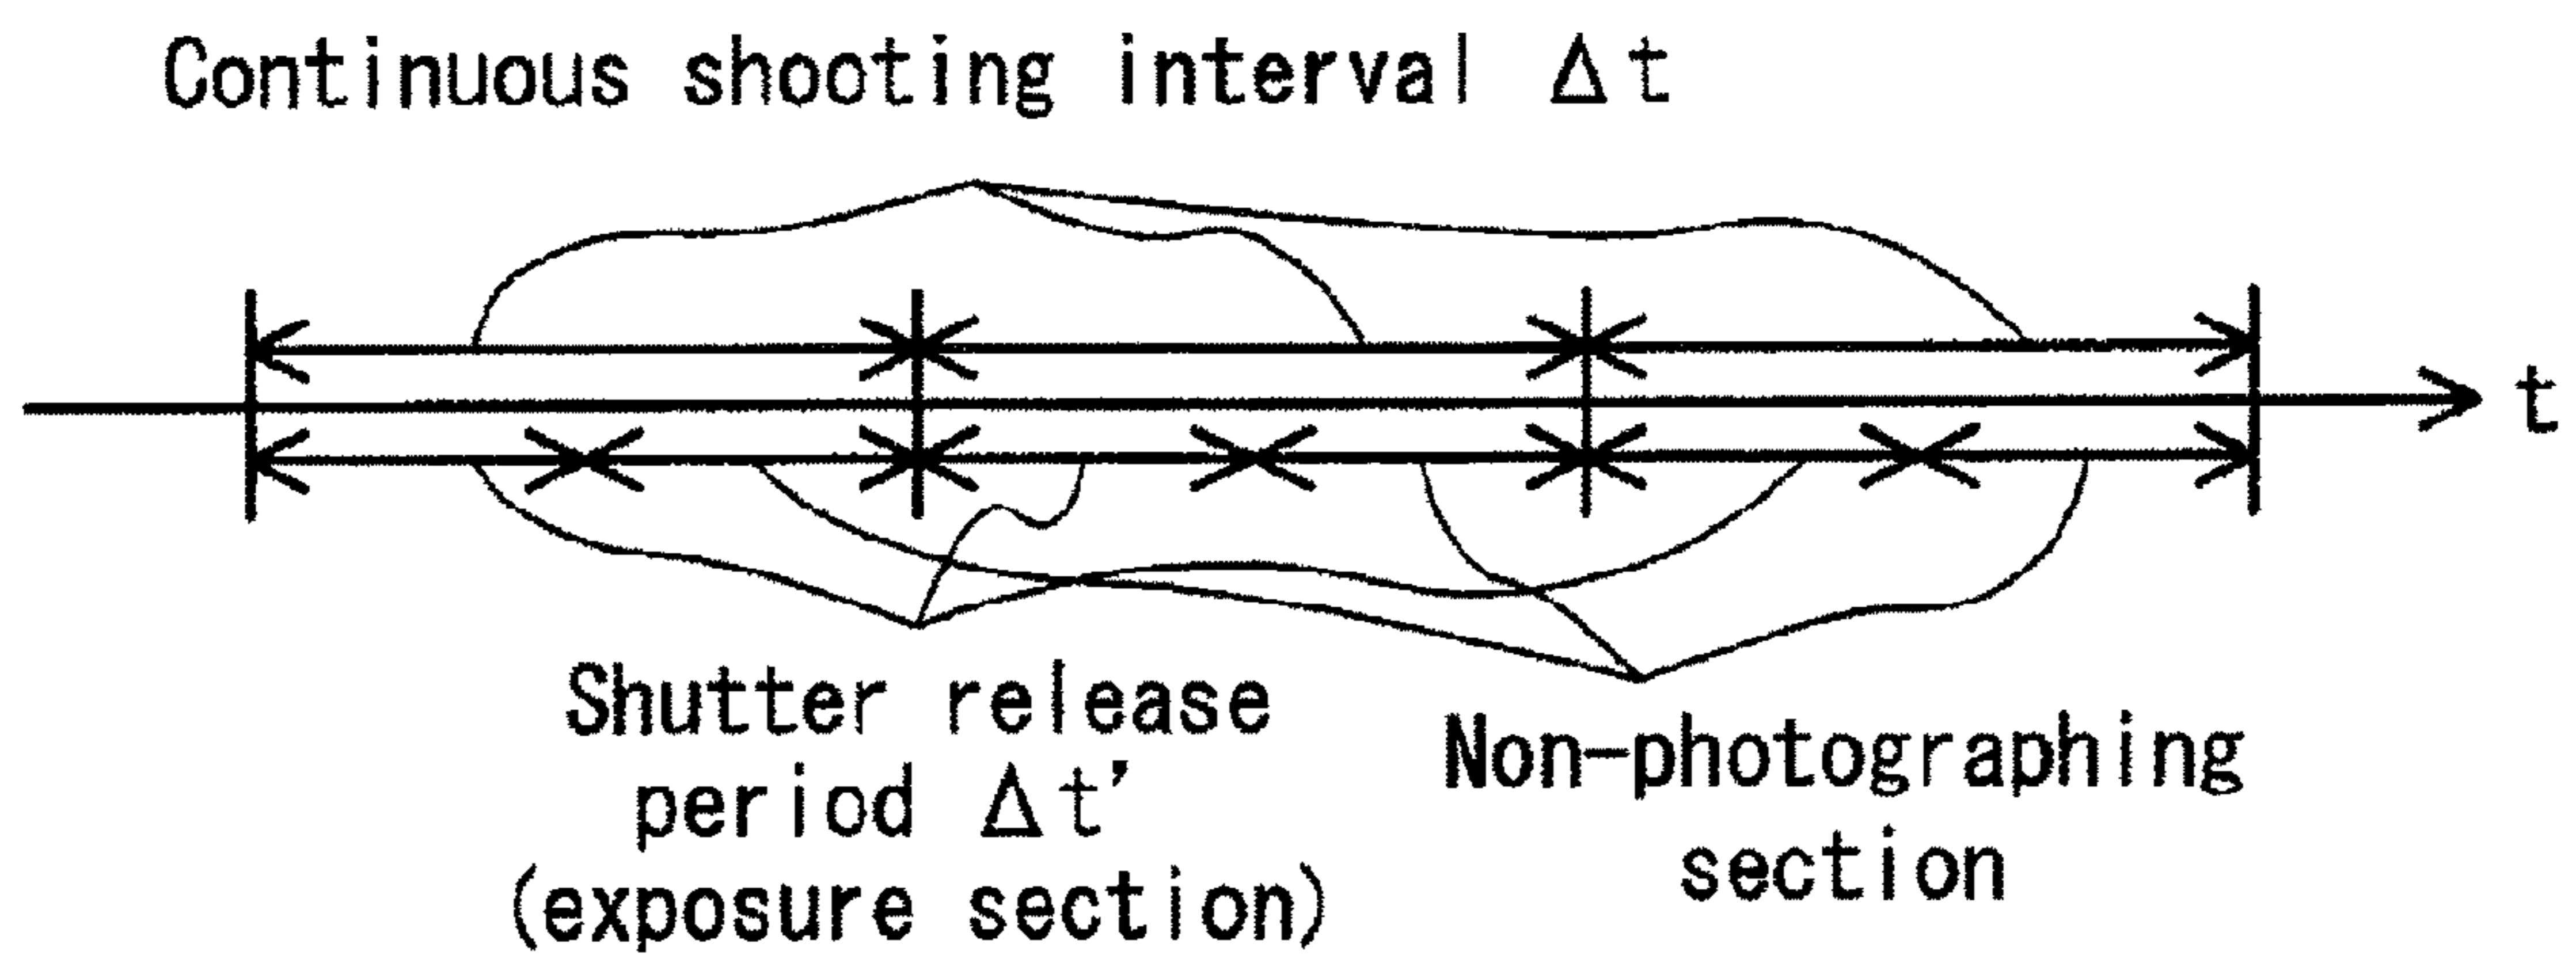 Continuous shooting interval Δt
t
Shutter release
period Δt'
(exposure section)
Non-photographing
section